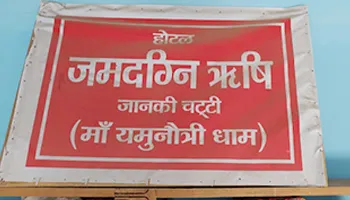 होटल
जमदग्नि ऋषि
जानकी चट्टी
(माँ यमुनौत्री धाम)